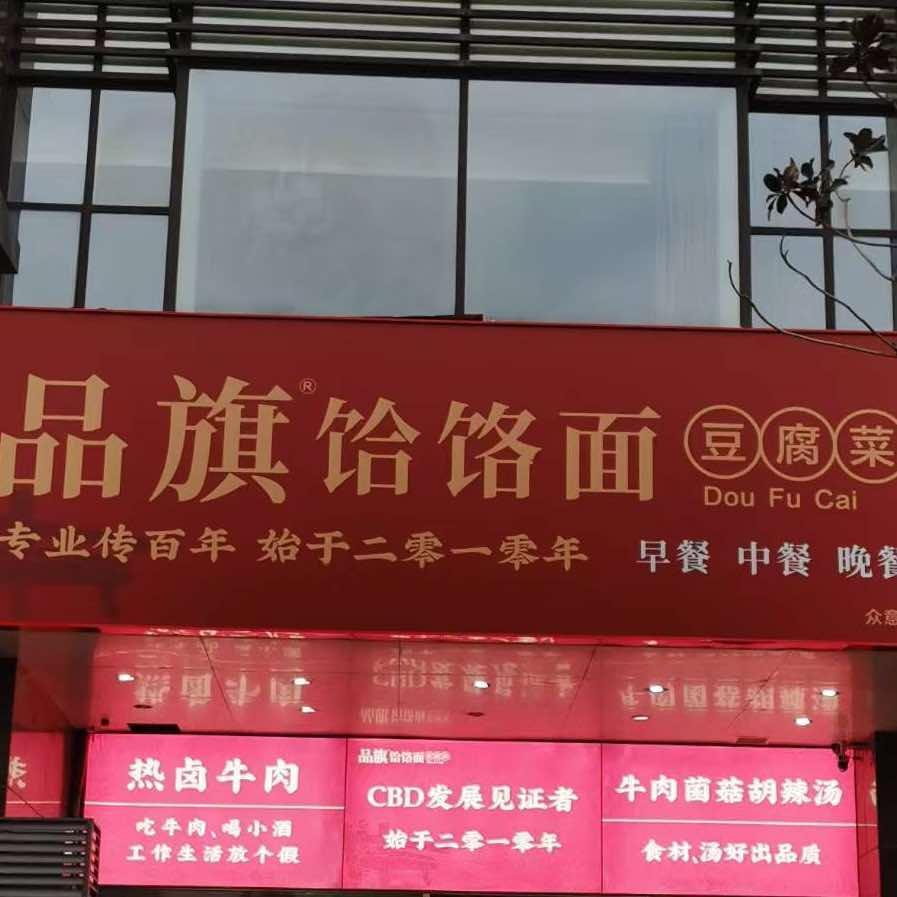 品旗®饸饹面 豆腐菜
Dou Fu Cai
专业传百年 始于二零一零年 早餐 中餐 晚餐
众意
热卤牛肉
吃牛肉、喝小酒
工作生活放个假
品旗饸饹面
CBD发展见证者
始于二零一零年
牛肉菌菇胡辣汤
食材、汤好出品质